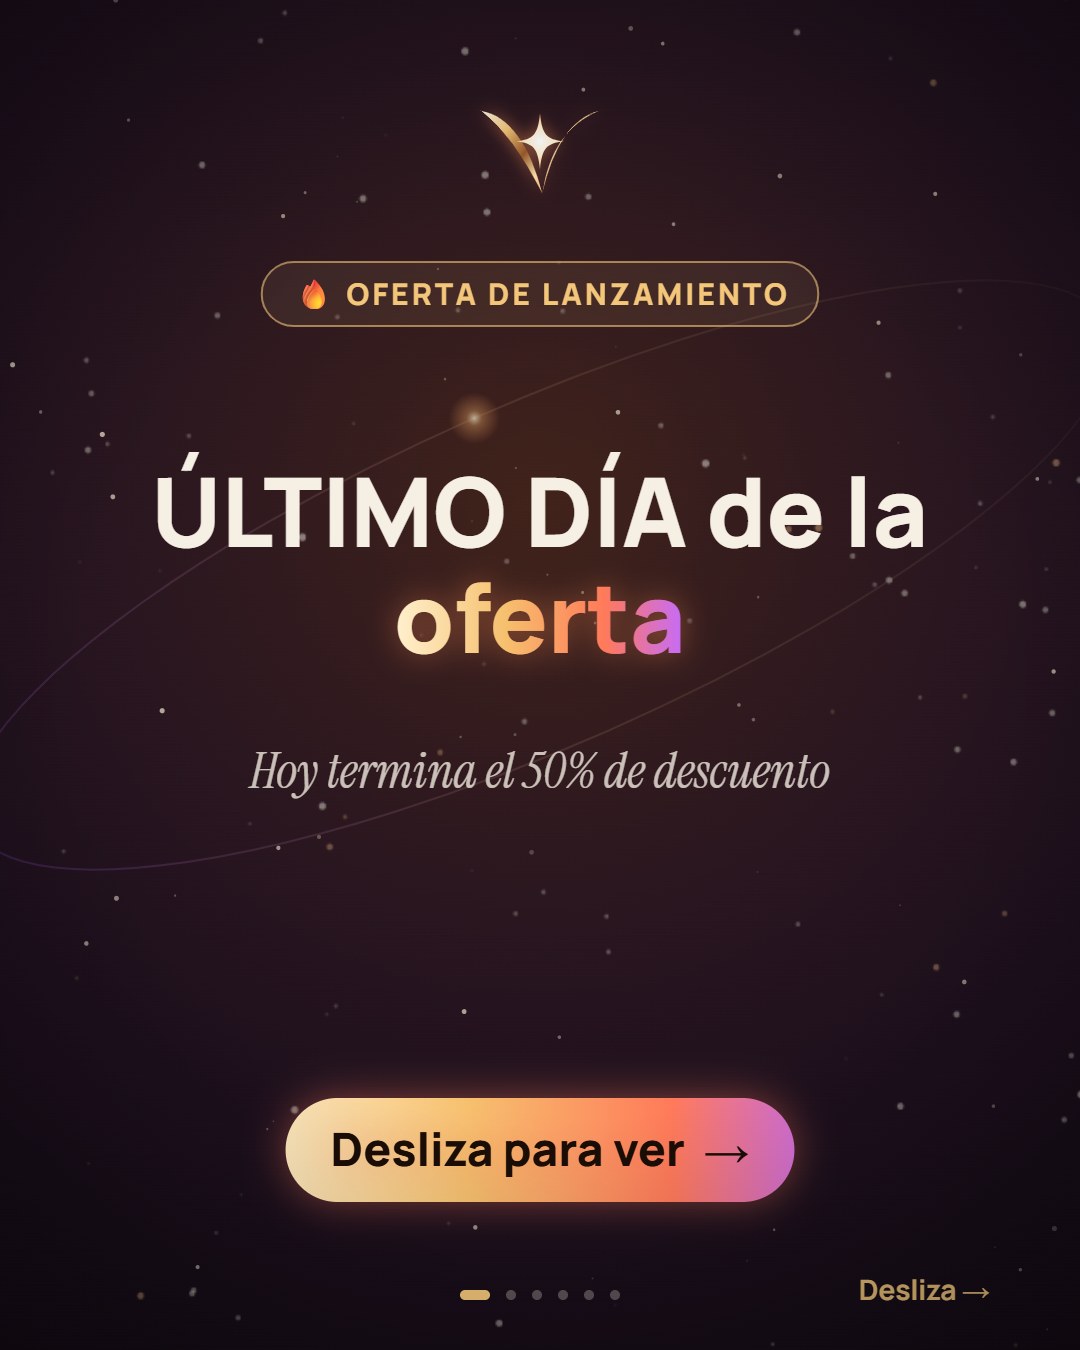 🔥 OFERTA DE LANZAMIENTO
ÚLTIMO DÍA de la
oferta
Hoy termina el 50% de descuento
Desliza para ver →
Desliza →